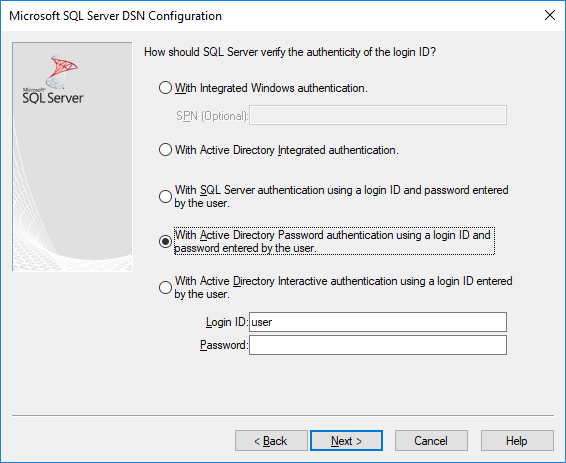 Microsoft SQL Server DSN Configuration
How should SQL Server verify the authenticity of the login ID?
Microsoft
SQL Server
With Integrated Windows authentication.
SPN (Optional):
With Active Directory Integrated authentication.
With SQL Server authentication using a login ID and password entered
by the user.
With Active Directory Password authentication using a login ID and
password entered by the user.
With Active Directory Interactive authentication using a login ID entered
by the user.
Login ID: user
Password:
< Back
Next >
Cancel
Help